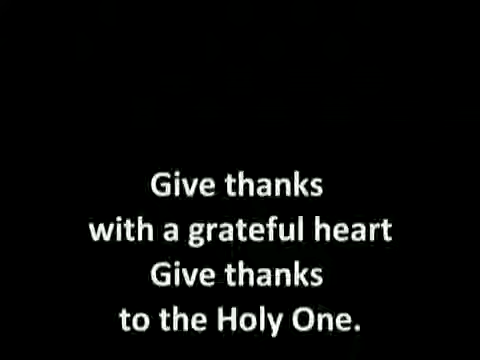 Give thanks
with a grateful heart
Give thanks
to the Holy One.